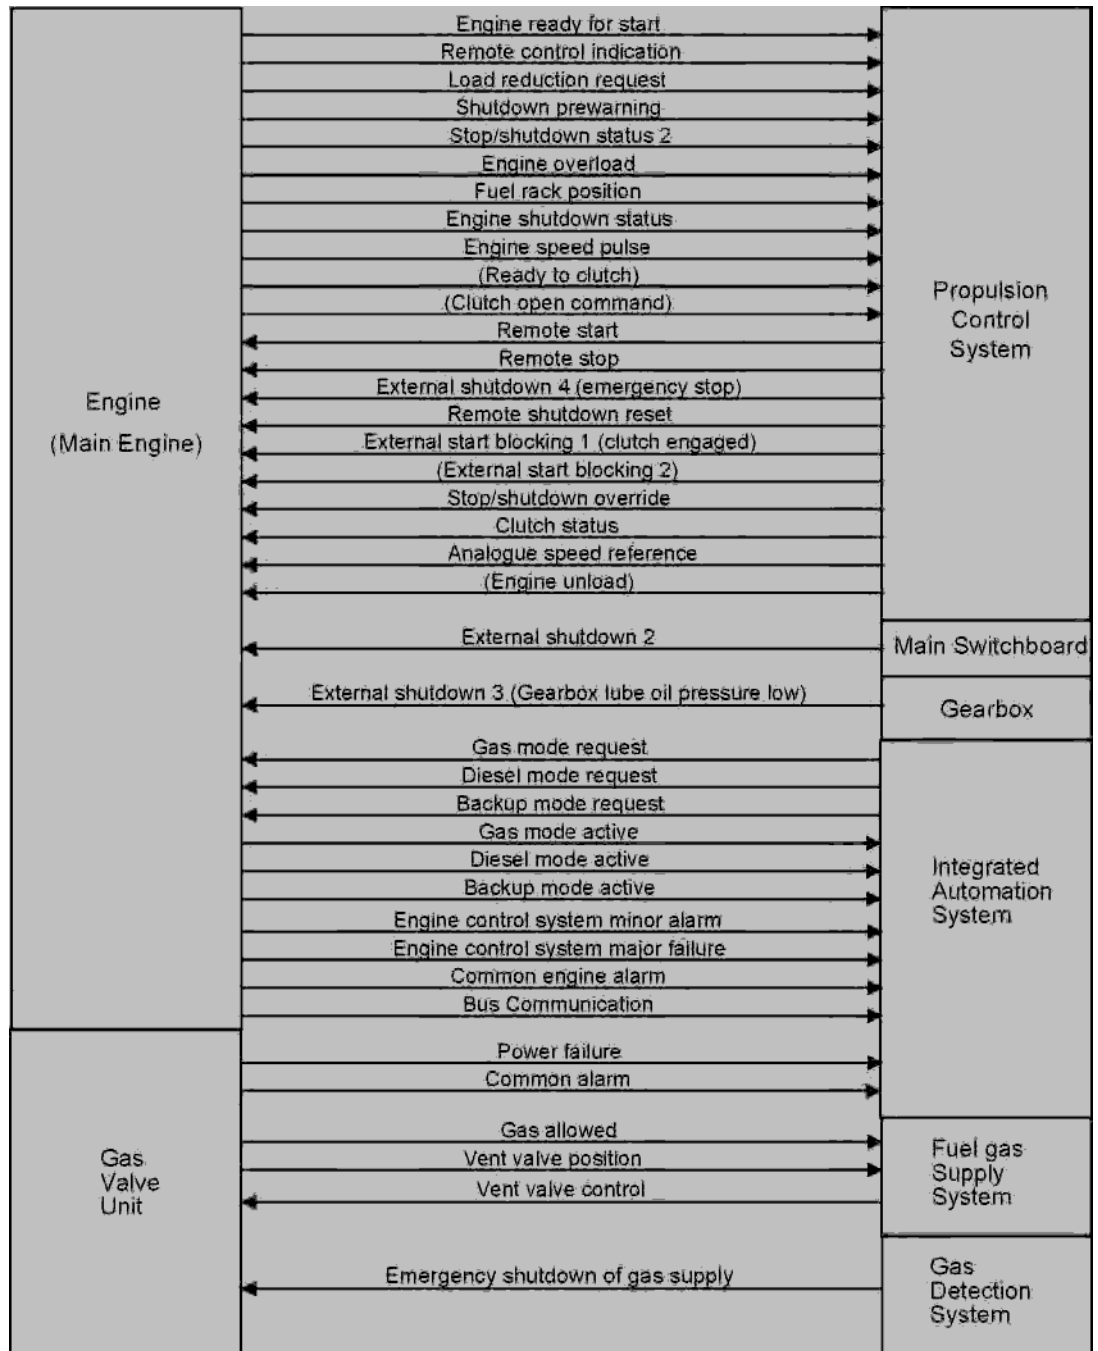 Engine ready for start
Remote control indication
Load reduction request
Shutdown prewarning
Stop/shutdown status 2
Engine overload
Fuel rack position
Engine shutdown status
Engine speed pulse
(Ready to clutch)
(Clutch open command)
Remote start
Remote stop
External shutdown 4 (emergency stop)
Remote shutdown reset
External start blocking 1 (clutch engaged)
(External start blocking 2)
Stop/shutdown override
Clutch status
Analogue speed reference
(Engine unload)
Engine
(Main Engine)
Propulsion
Control
System
External shutdown 2
Main Switchboard
External shutdown 3 (Gearbox lube oil pressure low)
Gearbox
Gas mode request
Diesel mode request
Backup mode request
Gas mode active
Diesel mode active
Backup mode active
Engine control system minor alarm
Engine control system major failure
Common engine alarm
Bus Communication
Power failure
Common alarm
Integrated
Automation
System
Gas
Valve
Unit
Gas allowed
Vent valve position
Vent valve control
Fuel gas
Supply
System
Emergency shutdown of gas supply
Gas
Detection
System